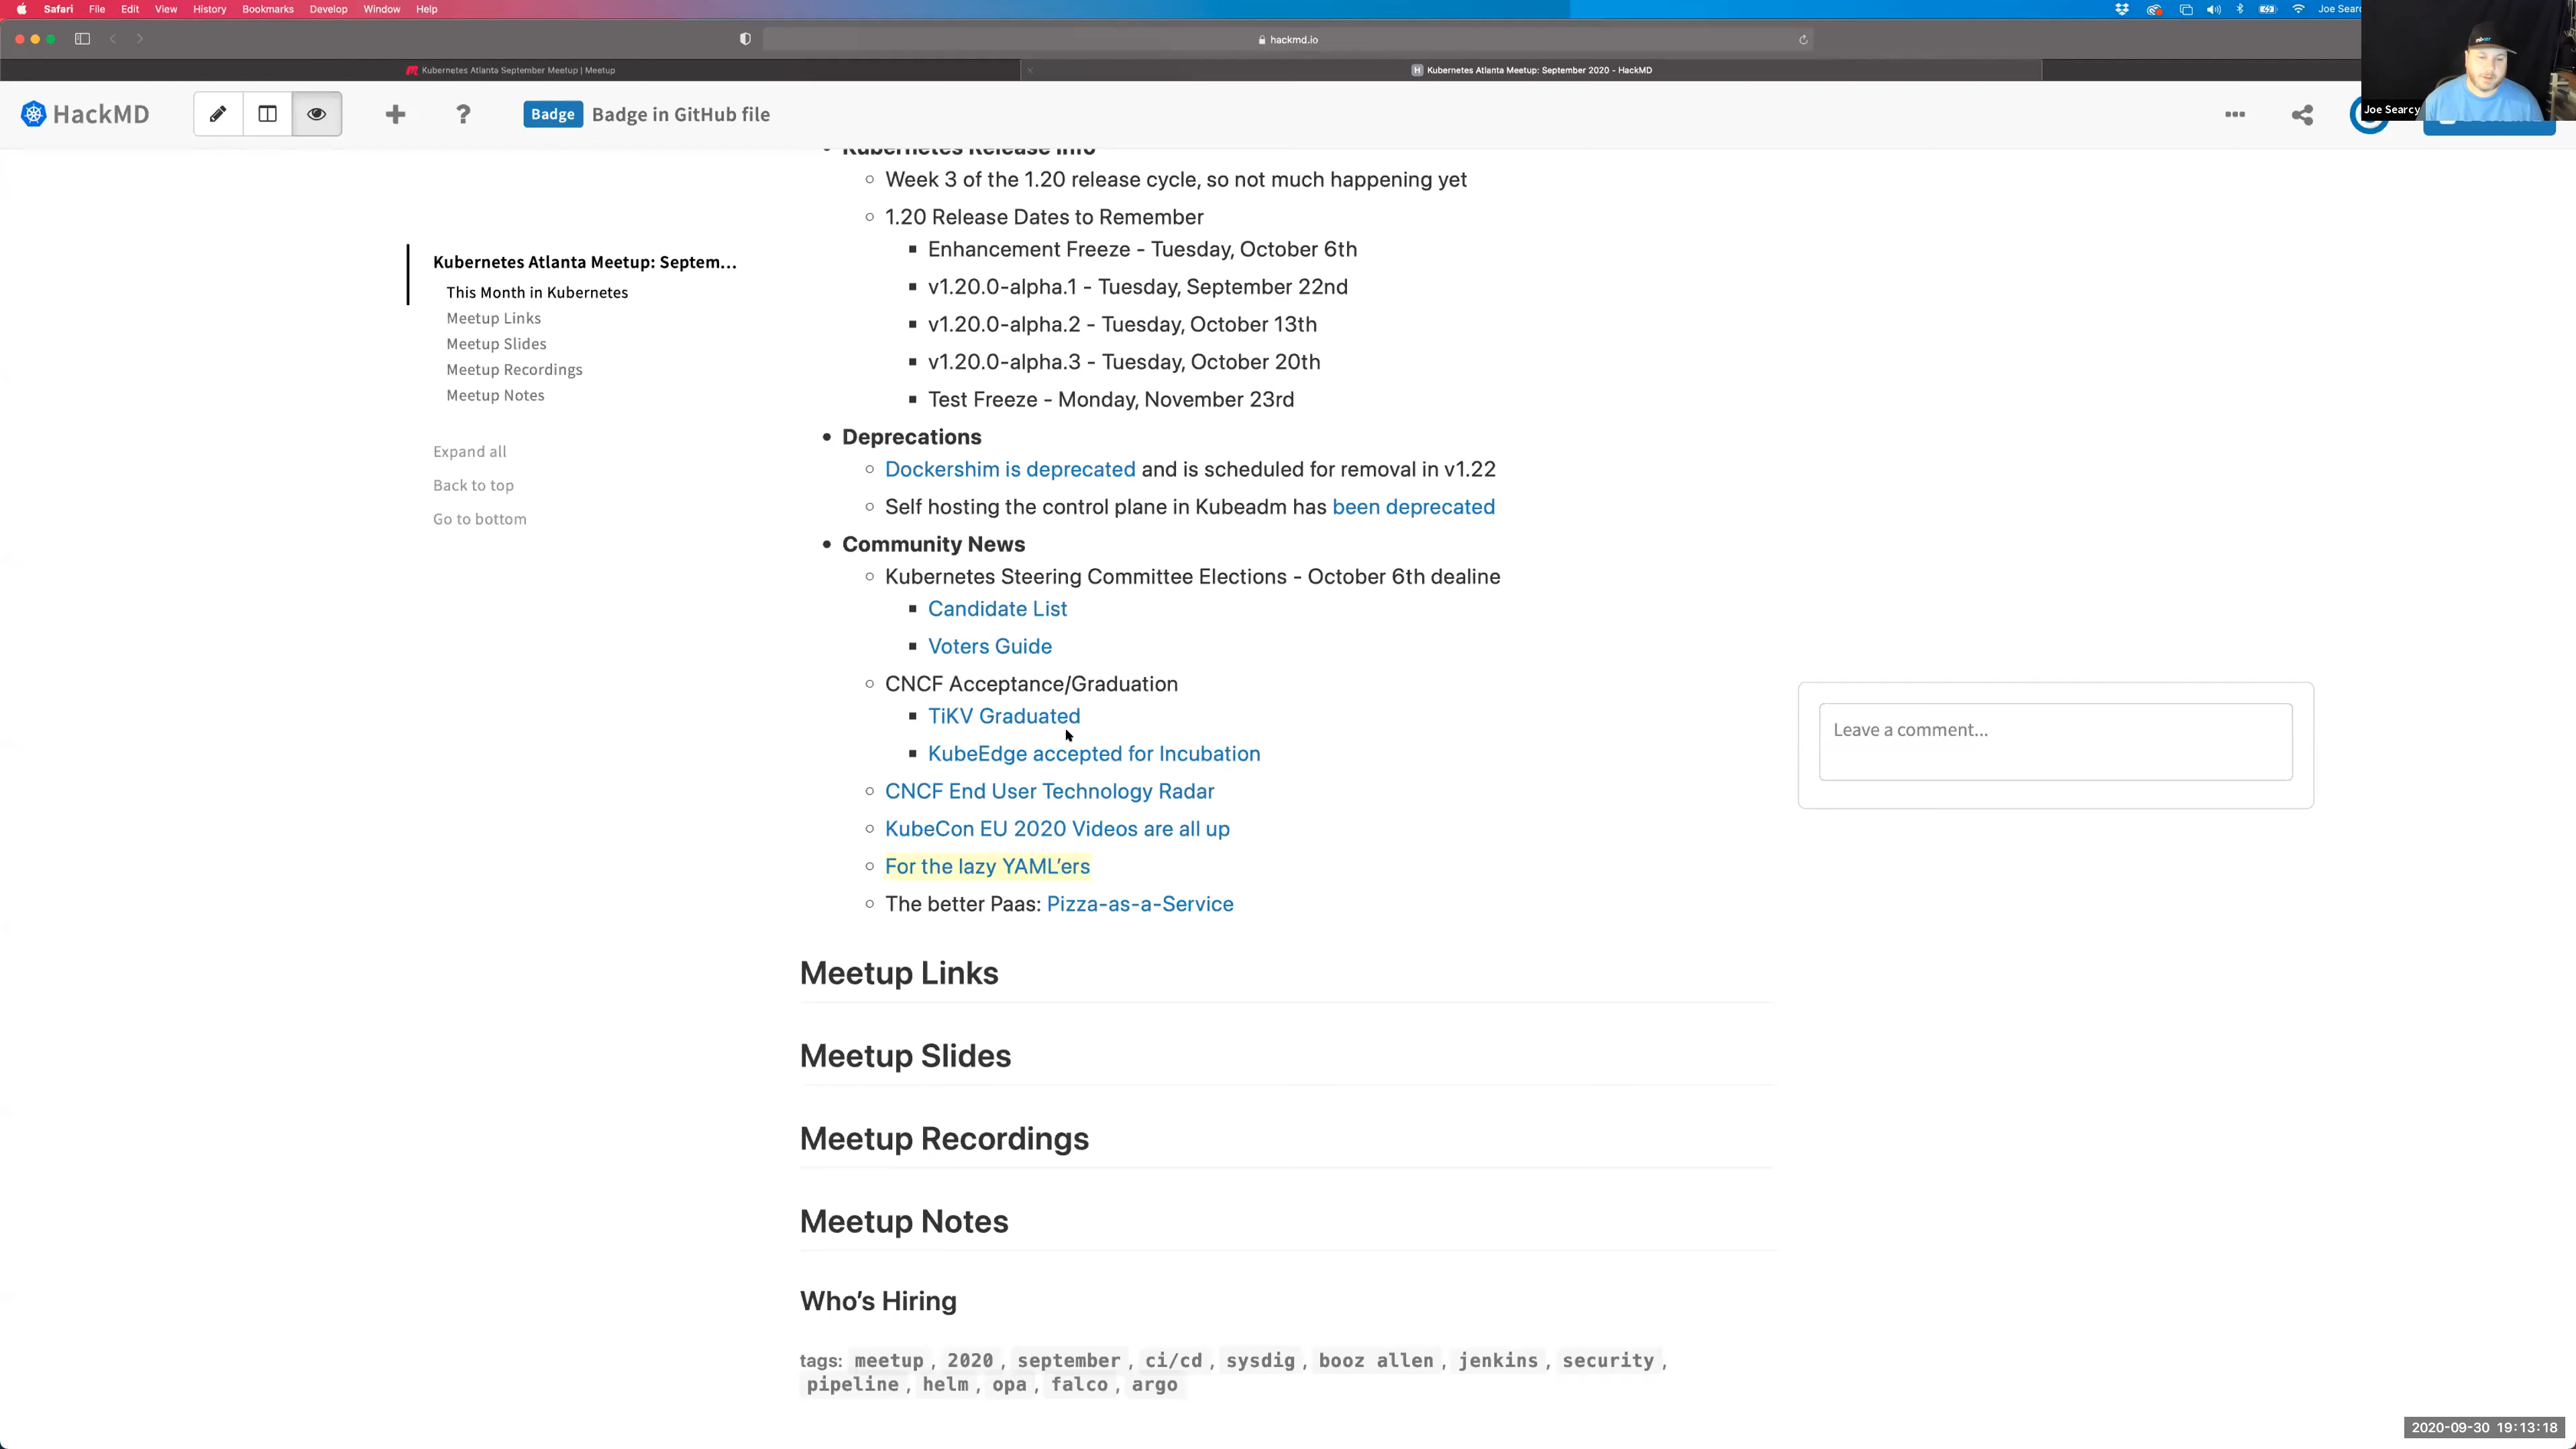 Safari File Edit View History Bookmarks Develop Window Help
Joe Searc
hackmd.io
Kubernetes Atlanta September Meetup | Meetup
Kubernetes Atlanta Meetup: September 2020 - HackMD
Joe Searcy
HackMD
Badge Badge in GitHub file
Kubernetes Atlanta Meetup: Septem...
This Month in Kubernetes
Meetup Links
Meetup Slides
Meetup Recordings
Meetup Notes
Expand all
Back to top
Go to bottom
Kubernetes Release Info
Week 3 of the 1.20 release cycle, so not much happening yet
1.20 Release Dates to Remember
Enhancement Freeze - Tuesday, October 6th
v1.20.0-alpha.1 - Tuesday, September 22nd
v1.20.0-alpha.2 - Tuesday, October 13th
v1.20.0-alpha.3 - Tuesday, October 20th
Test Freeze - Monday, November 23rd
Deprecations
Dockershim is deprecated and is scheduled for removal in v1.22
Self hosting the control plane in Kubeadm has been deprecated
Community News
Kubernetes Steering Committee Elections - October 6th dealine
Candidate List
Voters Guide
CNCF Acceptance/Graduation
TiKV Graduated
KubeEdge accepted for Incubation
CNCF End User Technology Radar
KubeCon EU 2020 Videos are all up
For the lazy YAML'ers
The better Paas: Pizza-as-a-Service
Leave a comment...
Meetup Links
Meetup Slides
Meetup Recordings
Meetup Notes
Who's Hiring
tags: meetup , 2020 , september , ci/cd , sysdig , booz allen , jenkins , security ,
pipeline , helm , opa , falco , argo
2020-09-30 19:13:18